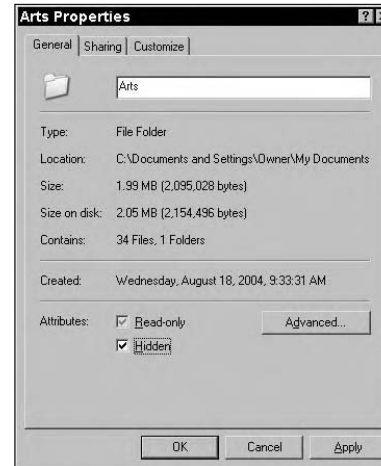 Arts Properties
General Sharing Customize
Arts
Type: File Folder
Location: C:\Documents and Settings\Owner\My Documents
Size: 1.99 MB (2,095,028 bytes)
Size on disk: 2.05 MB (2,154,496 bytes)
Contains: 34 Files, 1 Folders
Created: Wednesday, August 18, 2004, 9:33:31 AM
Attributes: Read-only Advanced...
Hidden
OK Cancel Apply